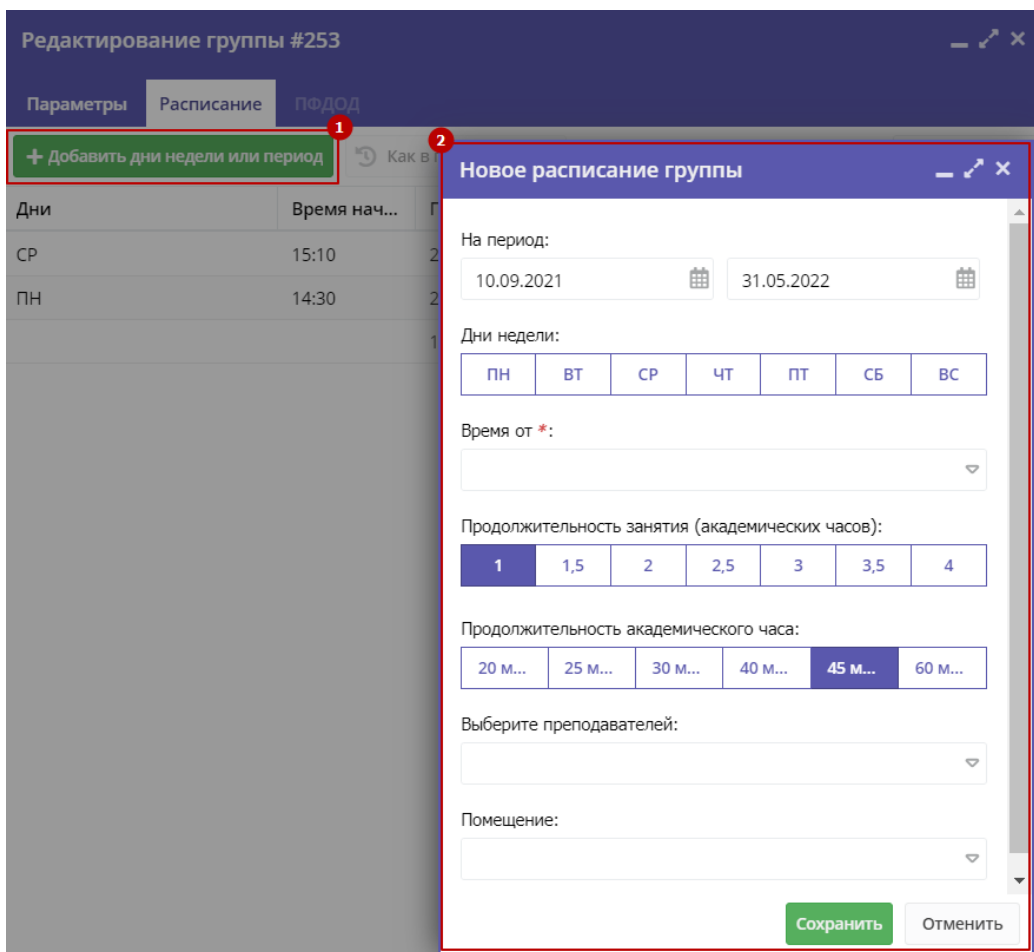 Редактирование группы #253
Параметры Расписание ПФДОД
1
+ Добавить дни недели или период Как в
Дни Время нач...
СР 15:10 2
ПН 14:30 2
1
2
Новое расписание группы
На период:
10.09.2021 31.05.2022
Дни недели:
ПН ВТ СР ЧТ ПТ СБ ВС
Время от *:
Продолжительность занятия (академических часов):
1 1,5 2 2,5 3 3,5 4
Продолжительность академического часа:
20 м... 25 м... 30 м... 40 м... 45 м... 60 м...
Выберите преподавателей:
Помещение:
Сохранить Отменить